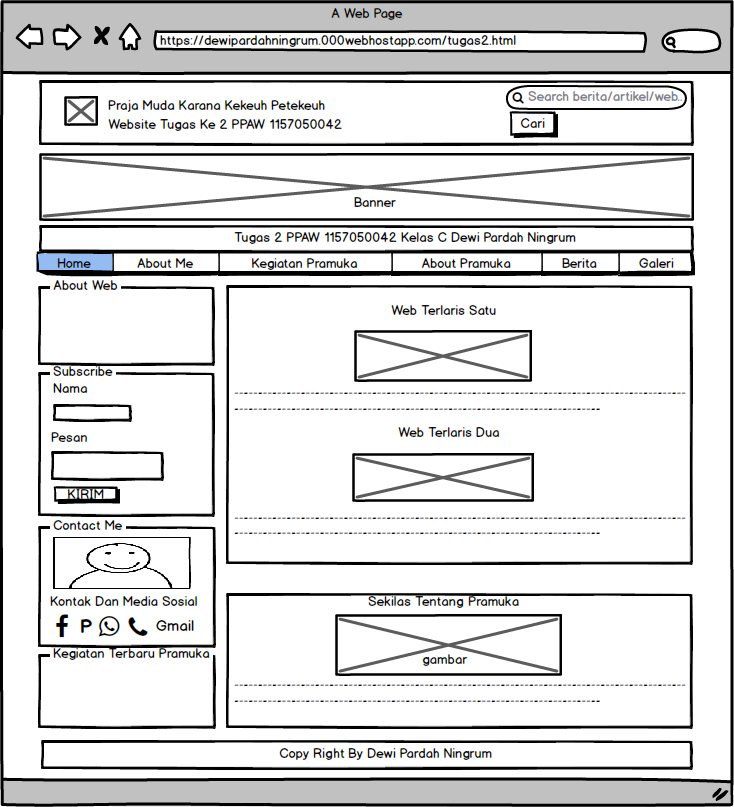 A Web Page
https://dewipardahningrum.000webhostapp.com/tugas2.html
Praja Muda Karana Kekeuh Petekeuh
Website Tugas Ke 2 PPAW 1157050042
Search berita/artikel/web..
Cari
Banner
Tugas 2 PPAW 1157050042 Kelas C Dewi Pardah Ningrum
Home About Me Kegiatan Pramuka About Pramuka Berita Galeri
About Web
Subscribe
Nama
Pesan
KIRIM
Contact Me
Kontak Dan Media Sosial
f P Gmail
Kegiatan Terbaru Pramuka
Web Terlaris Satu
Web Terlaris Dua
Sekilas Tentang Pramuka
gambar
Copy Right By Dewi Pardah Ningrum